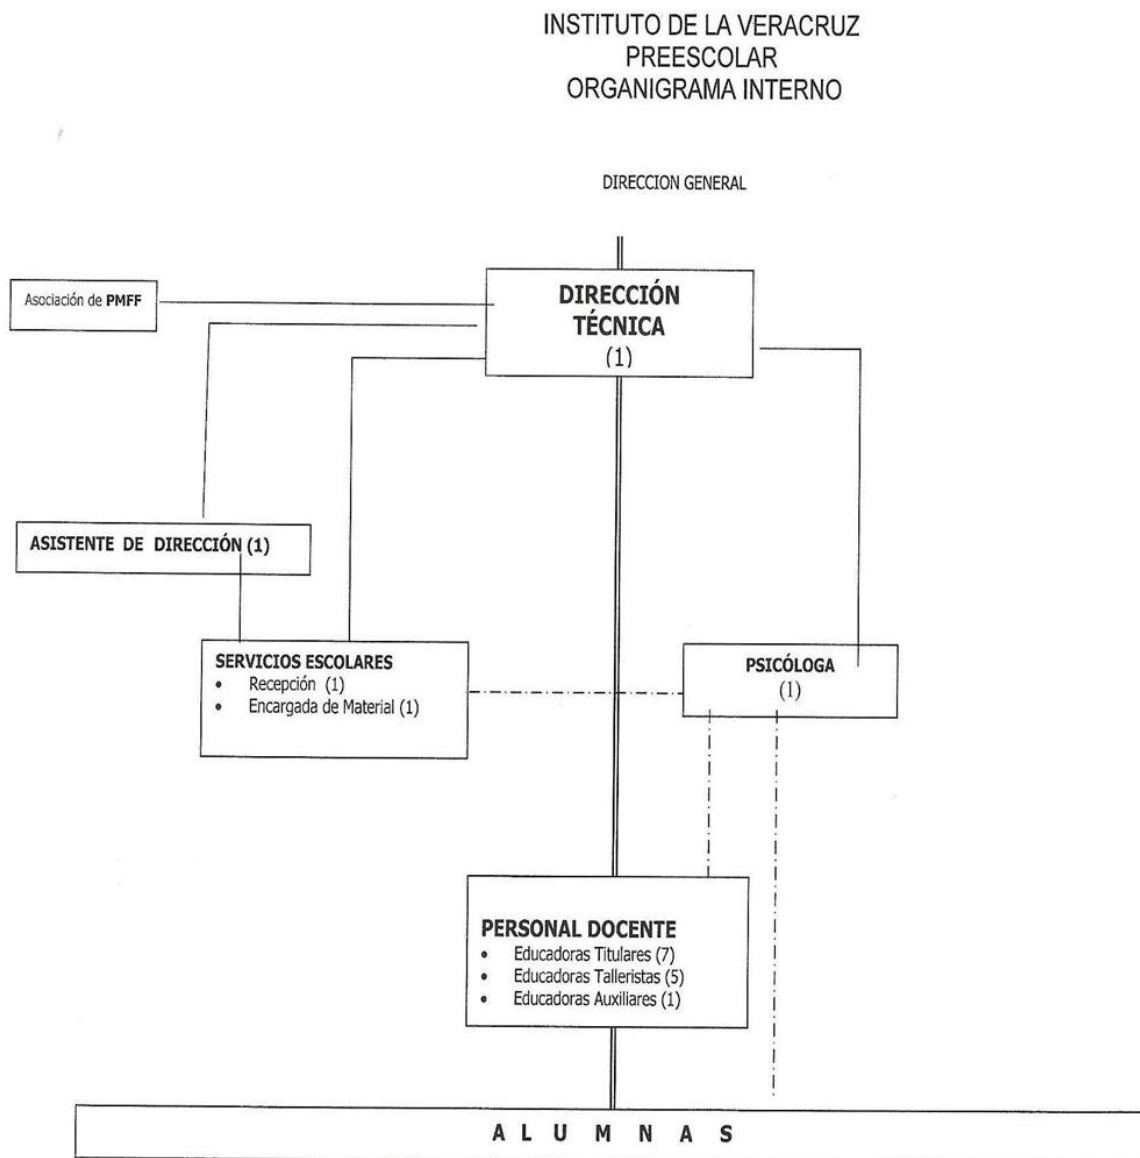 INSTITUTO DE LA VERACRUZ
PREESCOLAR
ORGANIGRAMA INTERNO
DIRECCION GENERAL
DIRECCIÓN
TÉCNICA
(1)
Asociación de PMFF
ASISTENTE DE DIRECCIÓN (1)
SERVICIOS ESCOLARES
• Recepción (1)
• Encargada de Material (1)
PSICÓLOGA
(1)
PERSONAL DOCENTE
• Educadoras Titulares (7)
• Educadoras Talleristas (5)
• Educadoras Auxiliares (1)
A L U M N A S